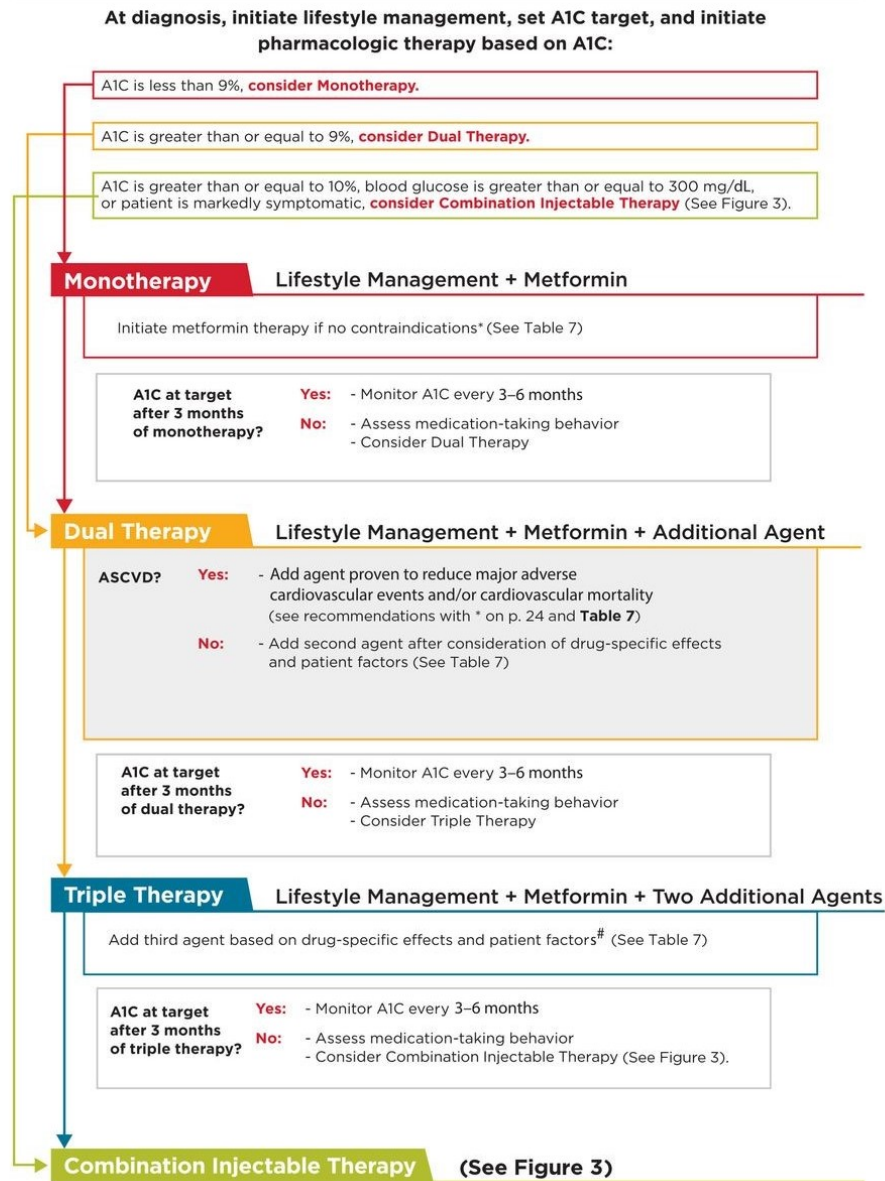 At diagnosis, initiate lifestyle management, set A1C target, and initiate
pharmacologic therapy based on A1C:
A1C is less than 9%, consider Monotherapy.
A1C is greater than or equal to 9%, consider Dual Therapy.
A1C is greater than or equal to 10%, blood glucose is greater than or equal to 300 mg/dL,
or patient is markedly symptomatic, consider Combination Injectable Therapy (See Figure 3).
Monotherapy Lifestyle Management + Metformin
Initiate metformin therapy if no contraindications* (See Table 7)
A1C at target
after 3 months
of monotherapy?
Yes: - Monitor A1C every 3–6 months
No: - Assess medication-taking behavior
- Consider Dual Therapy
Dual Therapy Lifestyle Management + Metformin + Additional Agent
ASCVD? Yes: - Add agent proven to reduce major adverse
cardiovascular events and/or cardiovascular mortality
(see recommendations with * on p. 24 and Table 7)
No: - Add second agent after consideration of drug-specific effects
and patient factors (See Table 7)
A1C at target
after 3 months
of dual therapy?
Yes: - Monitor A1C every 3–6 months
No: - Assess medication-taking behavior
- Consider Triple Therapy
Triple Therapy Lifestyle Management + Metformin + Two Additional Agents
Add third agent based on drug-specific effects and patient factors# (See Table 7)
A1C at target
after 3 months
of triple therapy?
Yes: - Monitor A1C every 3–6 months
No: - Assess medication-taking behavior
- Consider Combination Injectable Therapy (See Figure 3).
Combination Injectable Therapy (See Figure 3)